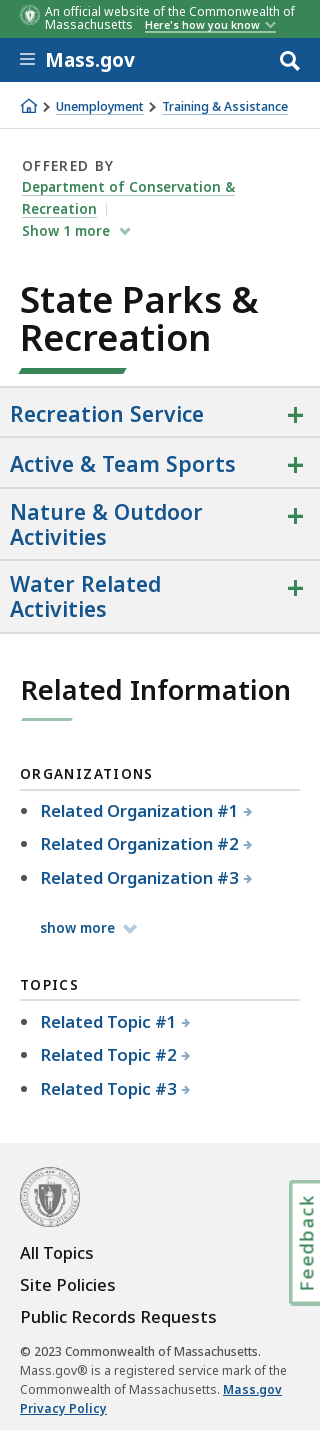 An official website of the Commonwealth of
Massachusetts Here's how you know
Mass.gov
Unemployment Training & Assistance
OFFERED BY
Department of Conservation &
Recreation
Show 1 more
State Parks &
Recreation
Recreation Service
Active & Team Sports
Nature & Outdoor
Activities
Water Related
Activities
Related Information
ORGANIZATIONS
Related Organization #1
Related Organization #2
Related Organization #3
show more
TOPICS
Related Topic #1
Related Topic #2
Related Topic #3
Feedback
All Topics
Site Policies
Public Records Requests
© 2023 Commonwealth of Massachusetts.
Mass.gov® is a registered service mark of the
Commonwealth of Massachusetts. Mass.gov
Privacy Policy